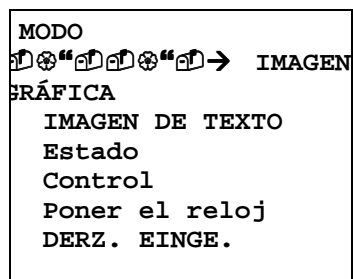 MODO
→ IMAGEN
GRÁFICA
IMAGEN DE TEXTO
Estado
Control
Poner el reloj
DERZ. EINGE.